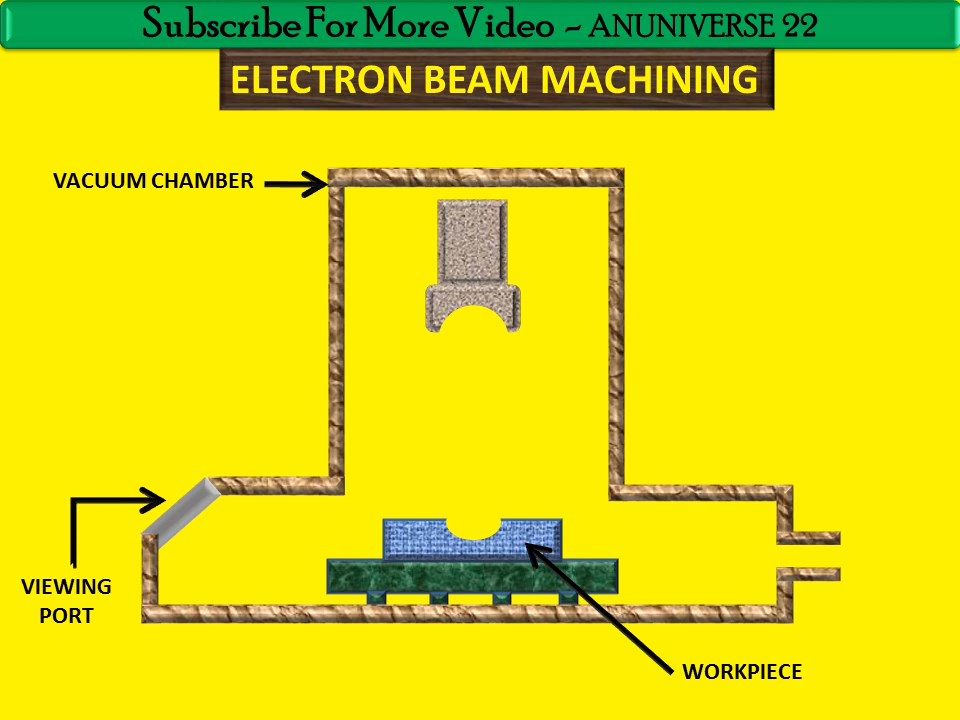 Subscribe For More Video - ANUNIVERSE 22
ELECTRON BEAM MACHINING
VACUUM CHAMBER
VIEWING
PORT
WORKPIECE